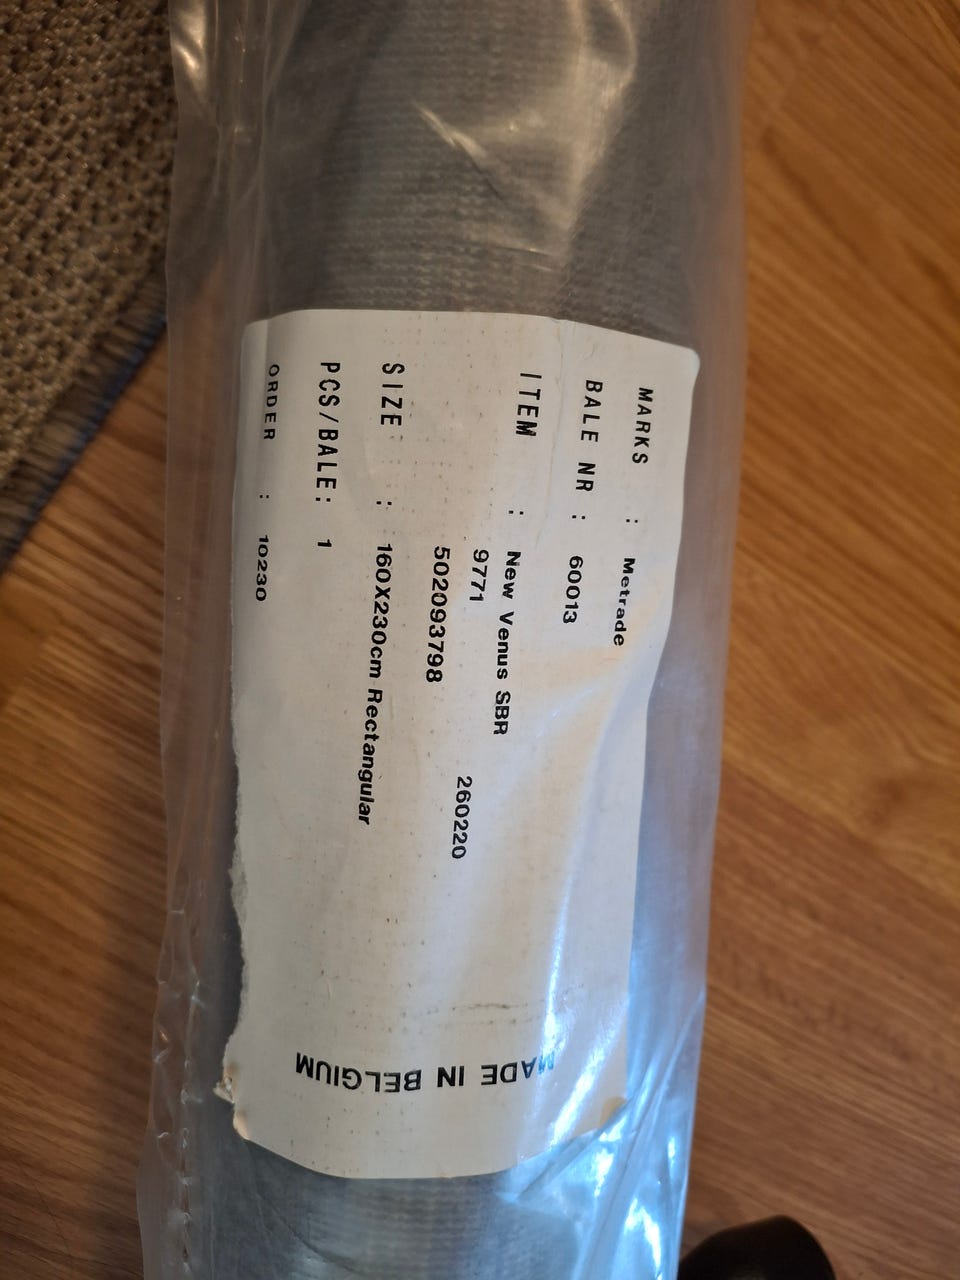 MARKS : Metrade
BALE NR : 60013
ITEM : New Venus SBR
9771 260220
502093798
SIZE : 160X230cm Rectangular
PCS/BALE: 1
ORDER : 10230
MADE IN BELGIUM